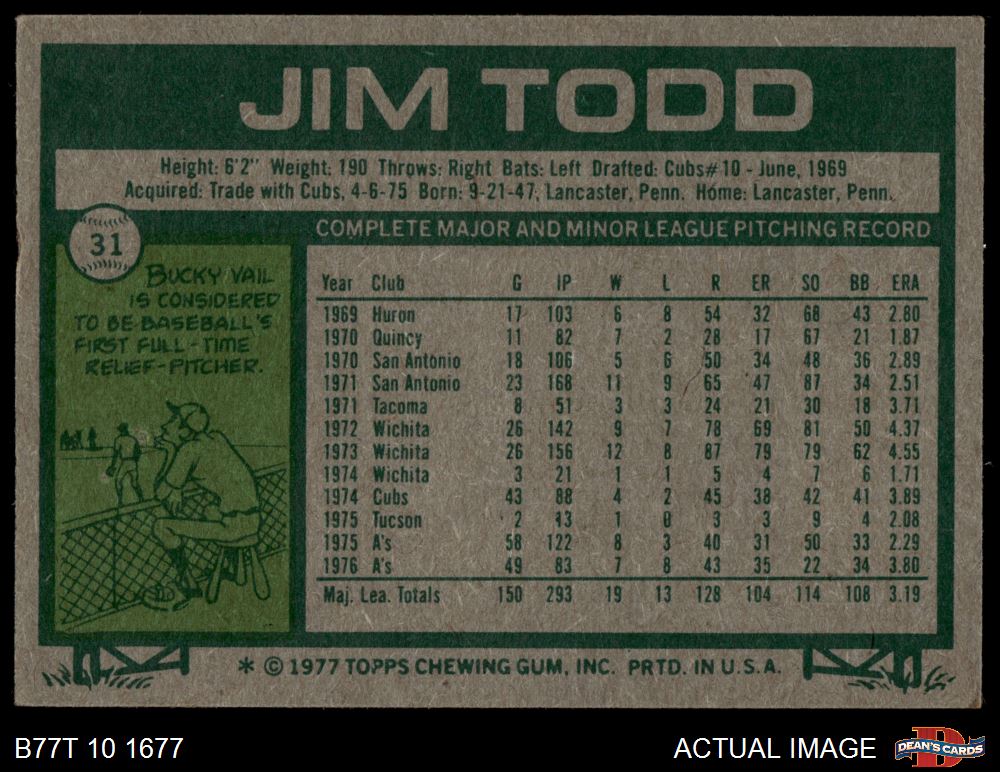 JIM TODD
Height: 6'2" Weight: 190 Throws: Right Bats: Left Drafted: Cubs#10 - June, 1969
Acquired: Trade with Cubs, 4-6-75 Born: 9-21-47, Lancaster, Penn. Home: Lancaster, Penn.
31
BUCKY VAIL
IS CONSIDERED
TO BE BASEBALL'S
FIRST FULL-TIME
RELIEF-PITCHER.
COMPLETE MAJOR AND MINOR LEAGUE PITCHING RECORD
Year Club G IP W L R ER SO BB ERA
1969 Huron 17 103 6 8 54 32 68 43 2.80
1970 Quincy 11 82 7 2 28 17 67 21 1.87
1970 San Antonio 18 106 5 6 50 34 48 36 2.89
1971 San Antonio 23 168 11 9 65 47 87 34 2.51
1971 Tacoma 8 51 3 3 24 21 30 18 3.71
1972 Wichita 26 142 9 7 78 69 81 50 4.37
1973 Wichita 26 156 12 8 87 79 79 62 4.55
1974 Wichita 3 21 1 1 5 4 7 6 1.71
1974 Cubs 43 88 4 2 45 38 42 41 3.89
1975 Tucson 2 13 1 0 3 3 9 4 2.08
1975 A's 58 122 8 3 40 31 50 33 2.29
1976 A's 49 83 7 8 43 35 22 34 3.80
Maj. Lea. Totals 150 293 19 13 128 104 114 108 3.19
* © 1977 TOPPS CHEWING GUM, INC. PRTD. IN U.S.A.
B77T 10 1677
ACTUAL IMAGE
DEAN'S CARDS